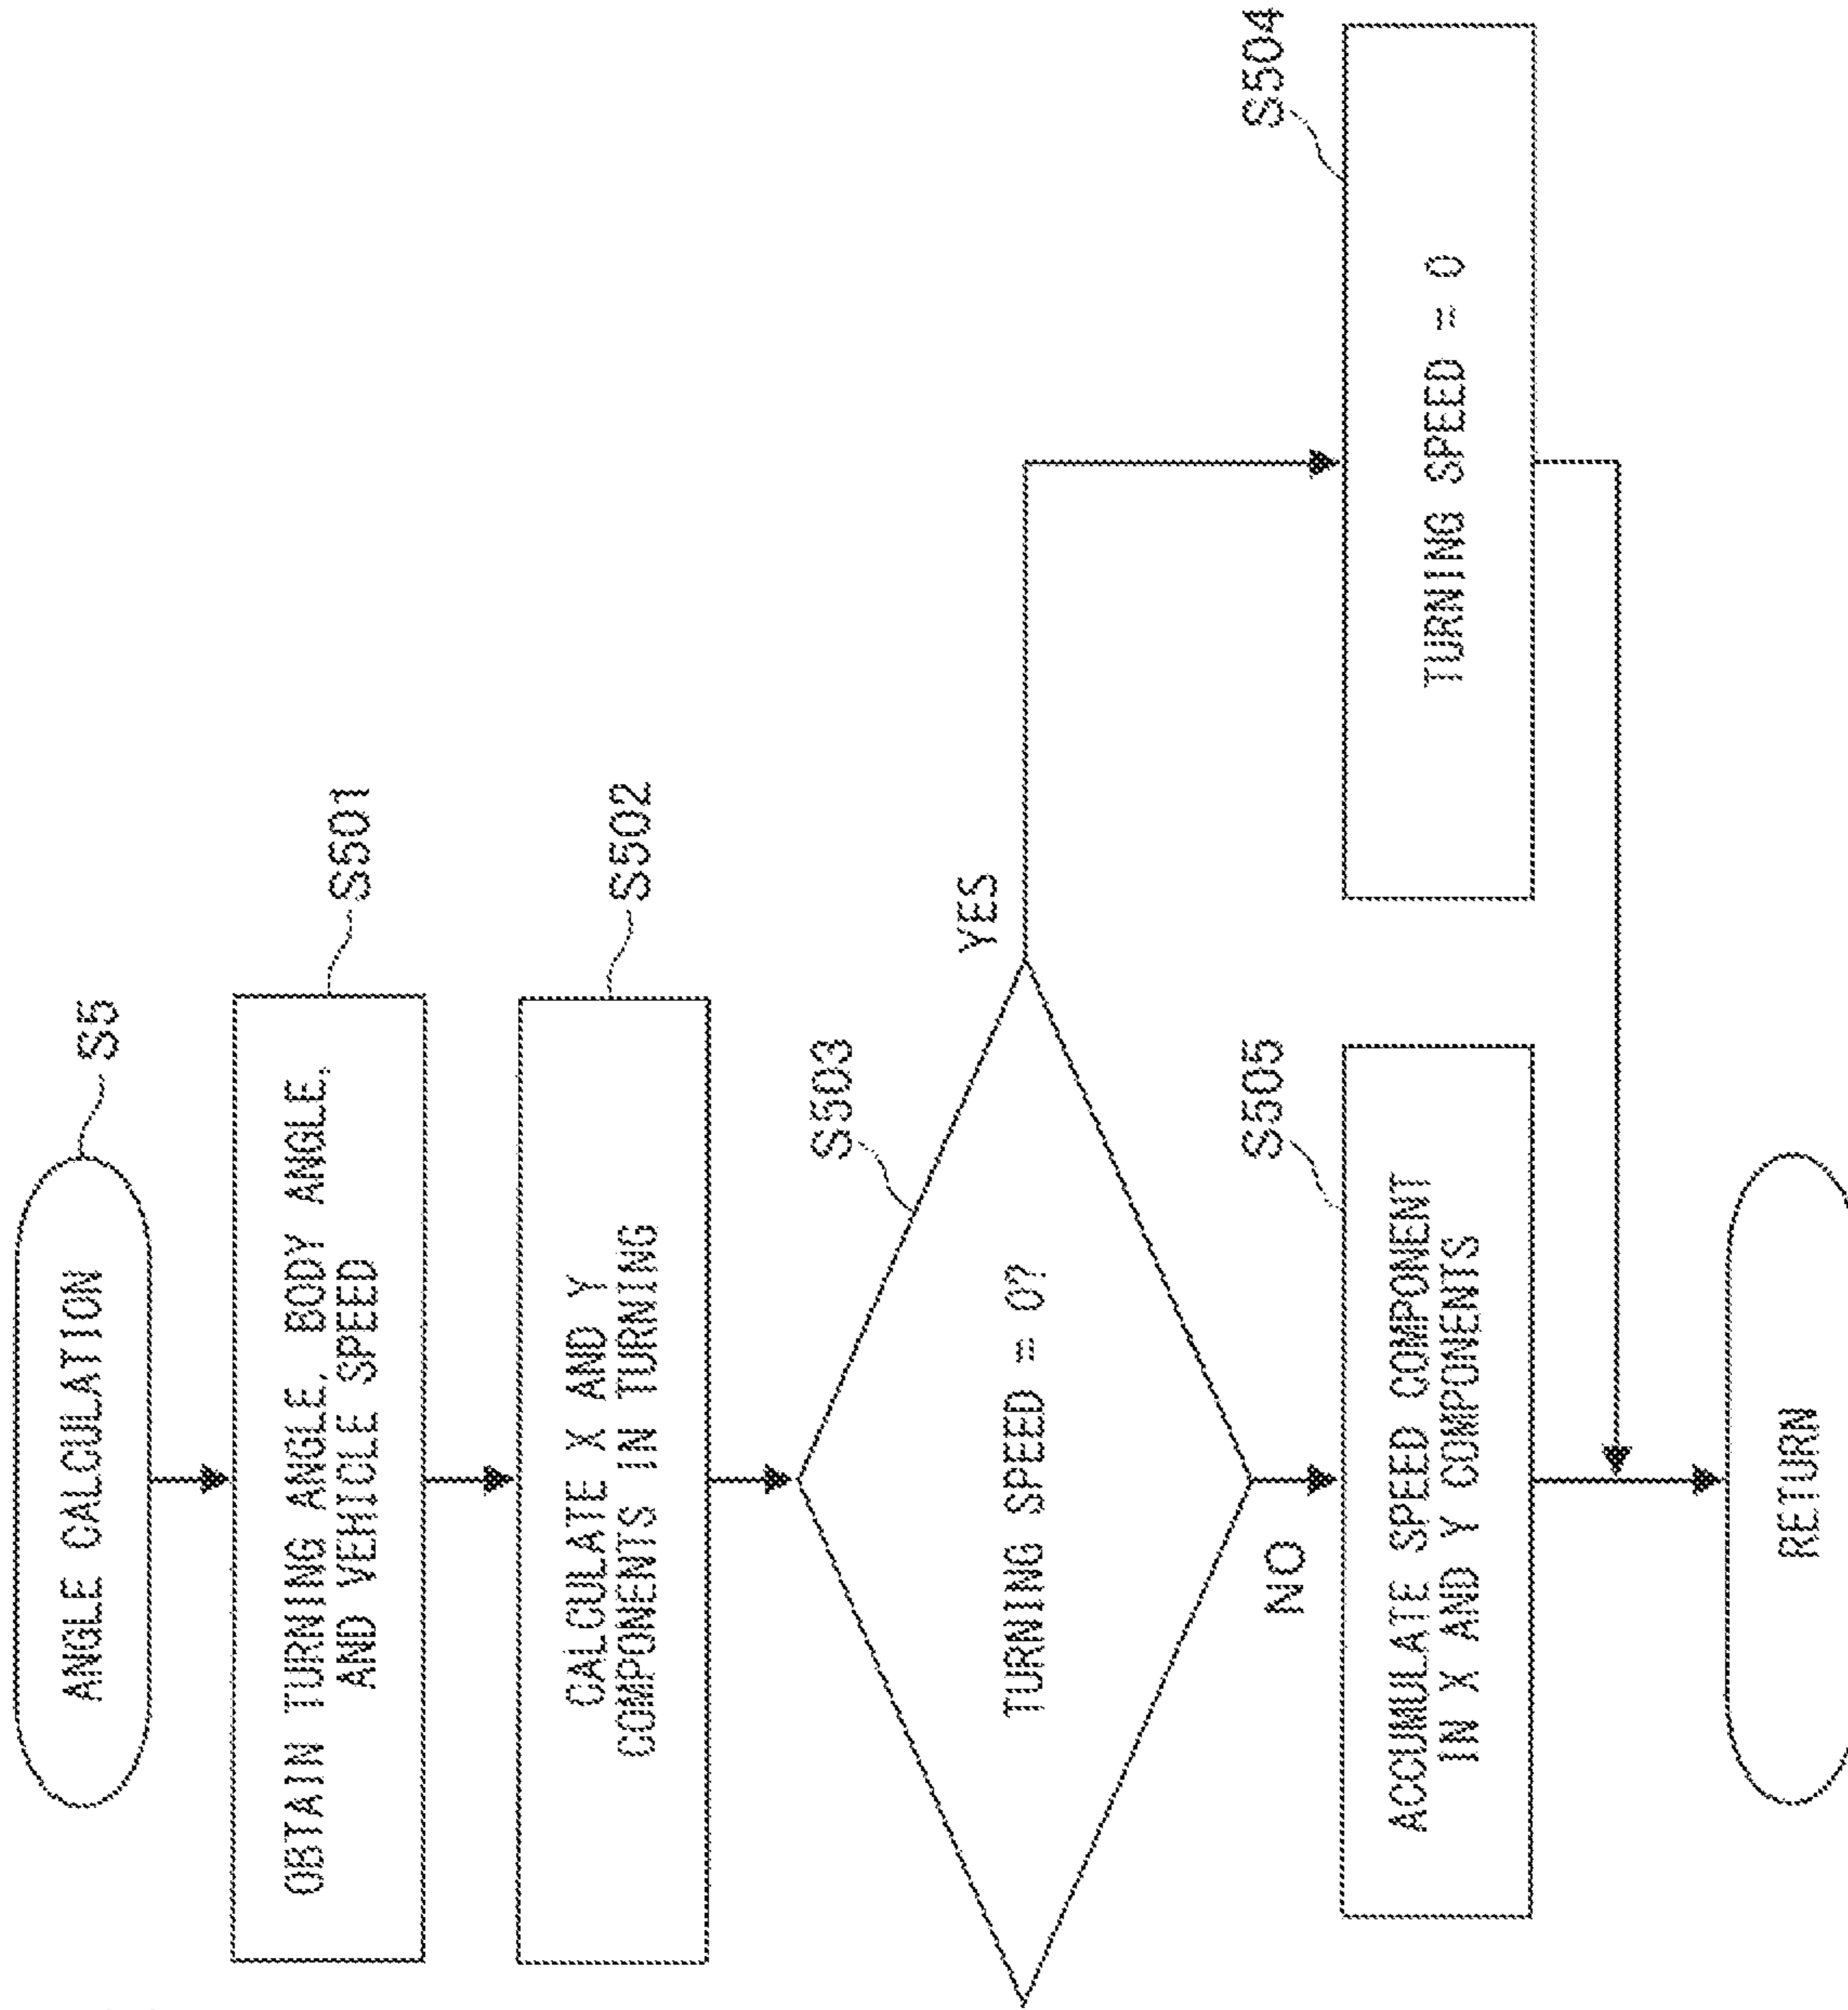 ANGLE CALCULATION
S5
OBTAIN TURNING ANGLE, BODY ANGLE,
AND VEHICLE SPEED
S501
CALCULATE X AND Y
COMPONENTS IN TURNING
S502
TURNING SPEED = 0?
S503
YES
NO
TURNING SPEED = 0
S504
ACCUMULATE SPEED COMPONENT
IN X AND Y COMPONENTS
S505
RETURN